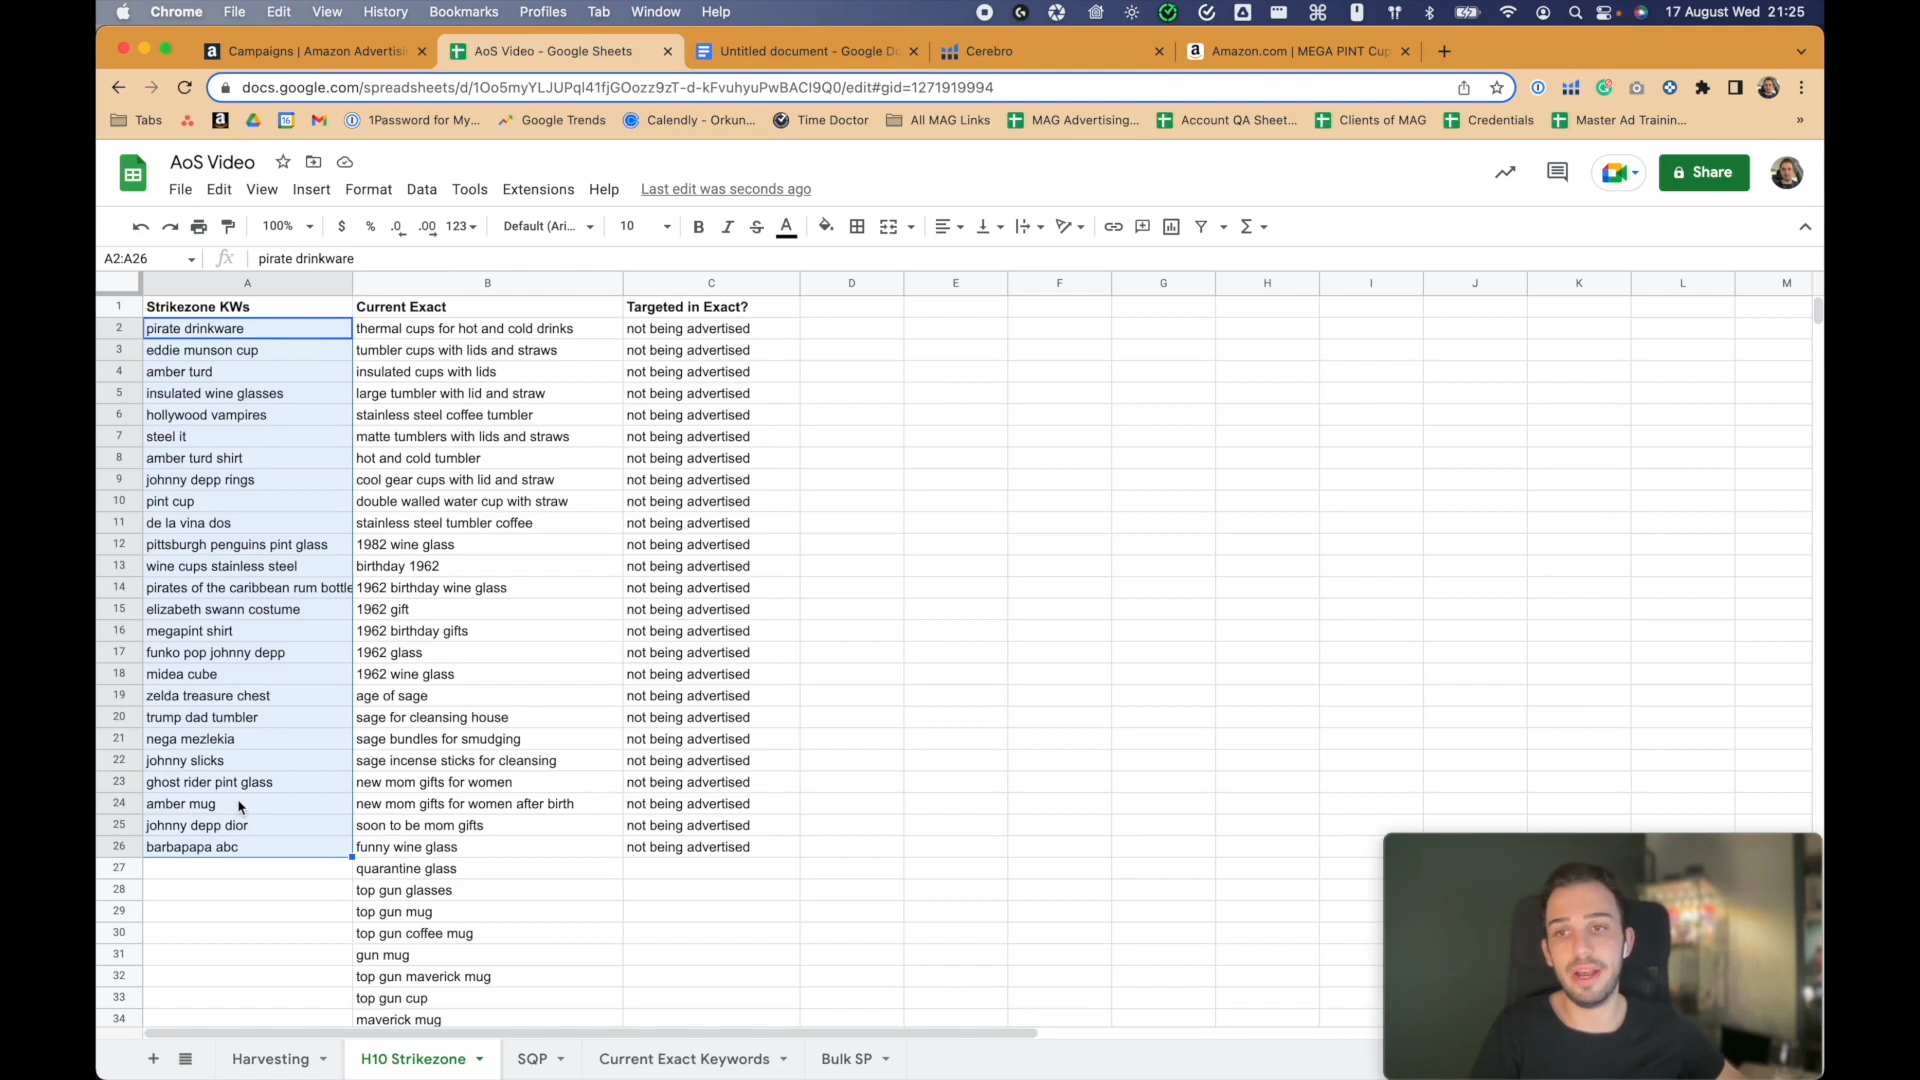 Chrome File Edit View History Bookmarks Profiles Tab Window Help 17 August Wed 21:25
Campaigns | Amazon Advertisi AoS Video - Google Sheets Untitled document - Google Do Cerebro Amazon.com | MEGA PINT Cup
docs.google.com/spreadsheets/d/1Oo5myYLJUPql41fjGOozz9zT-d-kFvuhyuPwBACI9Q0/edit#gid=1271919994
Tabs 1Password for My... Google Trends Calendly - Orkun... Time Doctor All MAG Links MAG Advertising... Account QA Sheet... Clients of MAG Credentials Master Ad Trainin... »
AoS Video
Share
File Edit View Insert Format Data Tools Extensions Help Last edit was seconds ago
100% $ % .0 .00 123 Default (Ari... 10 B I S A
A2:A26 fx pirate drinkware
A B C D E F G H I J K L M
1 Strikezone KWs Current Exact Targeted in Exact?
2 pirate drinkware thermal cups for hot and cold drinks not being advertised
3 eddie munson cup tumbler cups with lids and straws not being advertised
4 amber turd insulated cups with lids not being advertised
5 insulated wine glasses large tumbler with lid and straw not being advertised
6 hollywood vampires stainless steel coffee tumbler not being advertised
7 steel it matte tumblers with lids and straws not being advertised
8 amber turd shirt hot and cold tumbler not being advertised
9 johnny depp rings cool gear cups with lid and straw not being advertised
10 pint cup double walled water cup with straw not being advertised
11 de la vina dos stainless steel tumbler coffee not being advertised
12 pittsburgh penguins pint glass 1982 wine glass not being advertised
13 wine cups stainless steel birthday 1962 not being advertised
14 pirates of the caribbean rum bottle 1962 birthday wine glass not being advertised
15 elizabeth swann costume 1962 gift not being advertised
16 megapint shirt 1962 birthday gifts not being advertised
17 funko pop johnny depp 1962 glass not being advertised
18 midea cube 1962 wine glass not being advertised
19 zelda treasure chest age of sage not being advertised
20 trump dad tumbler sage for cleansing house not being advertised
21 nega mezlekia sage bundles for smudging not being advertised
22 johnny slicks sage incense sticks for cleansing not being advertised
23 ghost rider pint glass new mom gifts for women not being advertised
24 amber mug new mom gifts for women after birth not being advertised
25 johnny depp dior soon to be mom gifts not being advertised
26 barbapapa abc funny wine glass not being advertised
27 quarantine glass
28 top gun glasses
29 top gun mug
30 top gun coffee mug
31 gun mug
32 top gun maverick mug
33 top gun cup
34 maverick mug
Harvesting H10 Strikezone SQP Current Exact Keywords Bulk SP